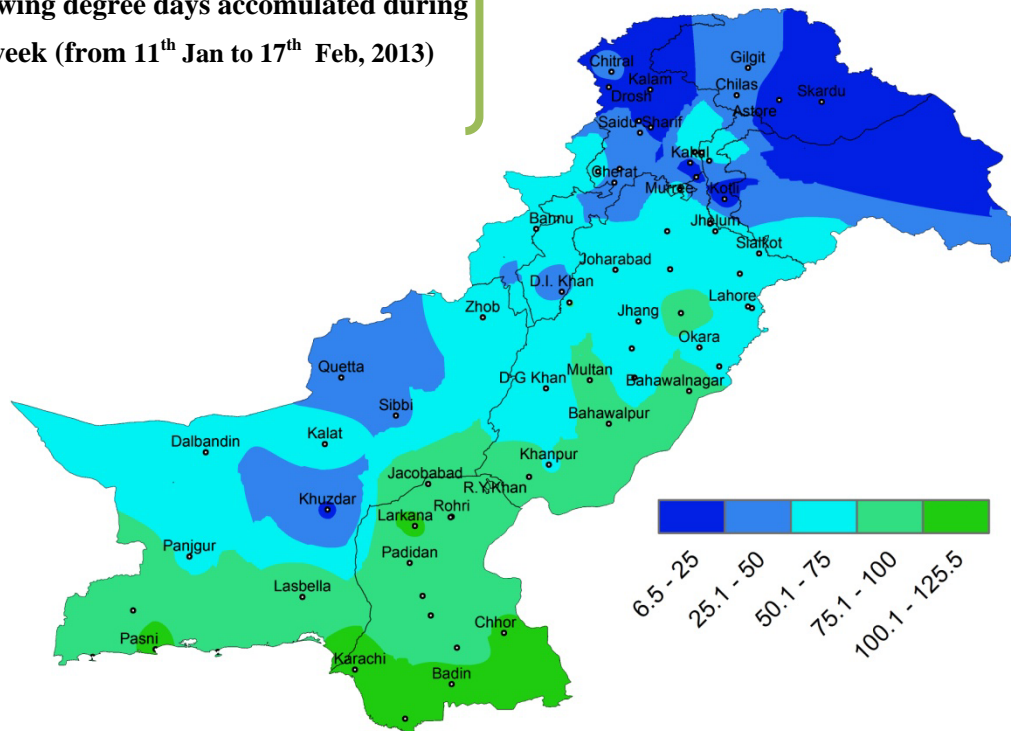 wing degree days accomulated during
veek (from 11th Jan to 17th Feb, 2013)
Gilgit
Chitral
Kalam
Chilas
Skardu
Drosh
Astore
Saidu Sharif
Kakul
Cherat
Murree
Kotli
Bannu
Jhelum
Sialkot
Joharabad
D.I. Khan
Lahore
Zhob
Jhang
Okara
Quetta
Multan
D-G Khan
Bahawalnagar
Sibbi
Bahawalpur
Kalat
Dalbandin
Khanpur
Jacobabad
R.Y.Khan
Khuzdar
Rohri
Larkana
Panjgur
Padidan
Lasbella
Chhor
Pasni
Karachi
Badin
6.5 - 25
25.1 - 50
50.1 - 75
75.1 - 100
100.1 - 125.5